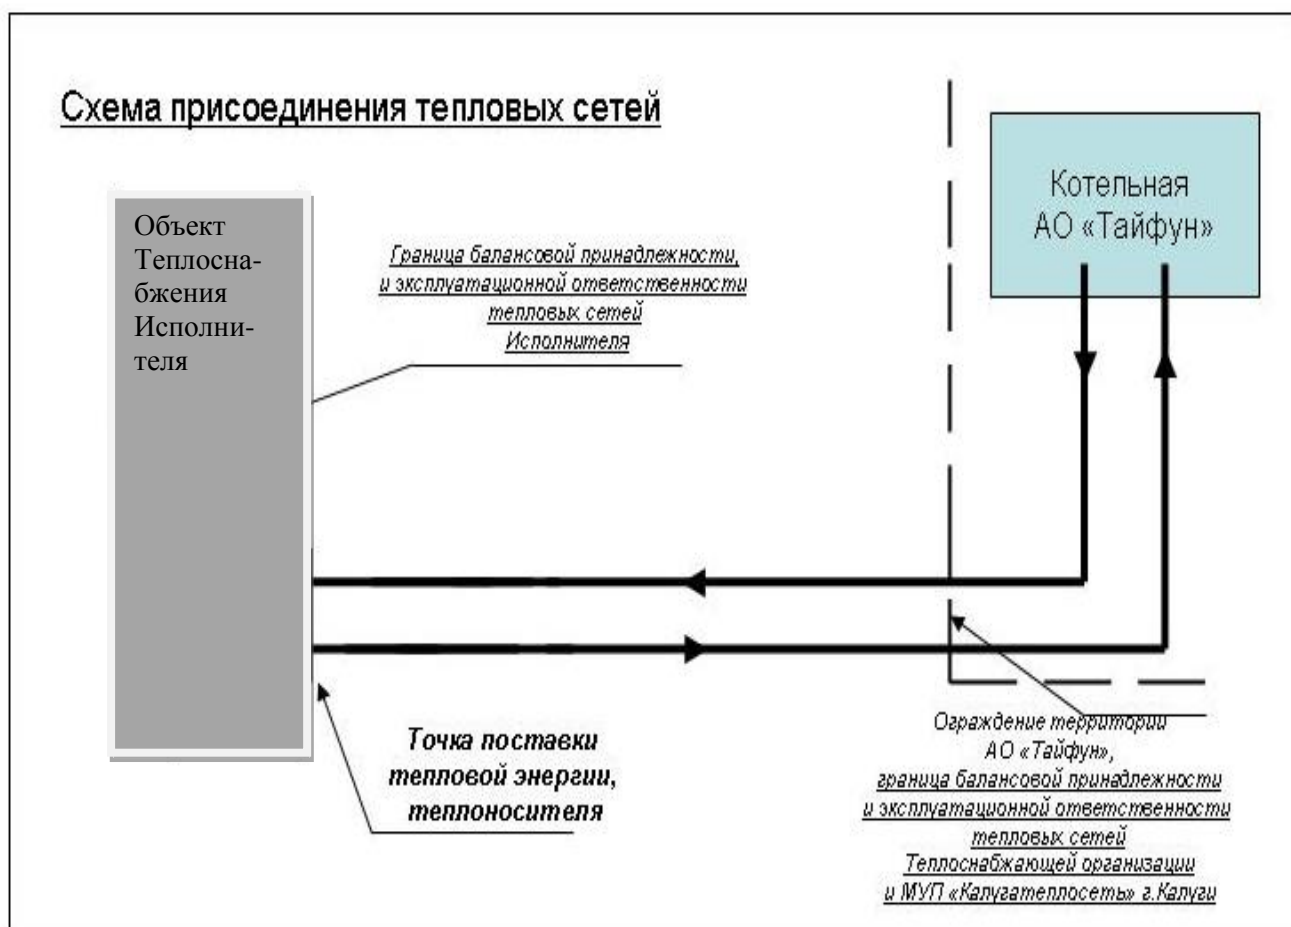 Схема присоединения тепловых сетей
Котельная
АО «Тайфун»
Объект
Теплосна-
бжения
Исполни-
теля
Граница балансовой принадлежности,
и эксплуатационной ответственности
тепловых сетей
Исполнителя
Точка поставки
тепловой энергии,
теплоносителя
Ограждение территории
АО «Тайфун»,
граница балансовой принадлежности
и эксплуатационной ответственности
тепловых сетей
Теплоснабжающей организации
и МУП «Калугатеплосеть» г.Калуги